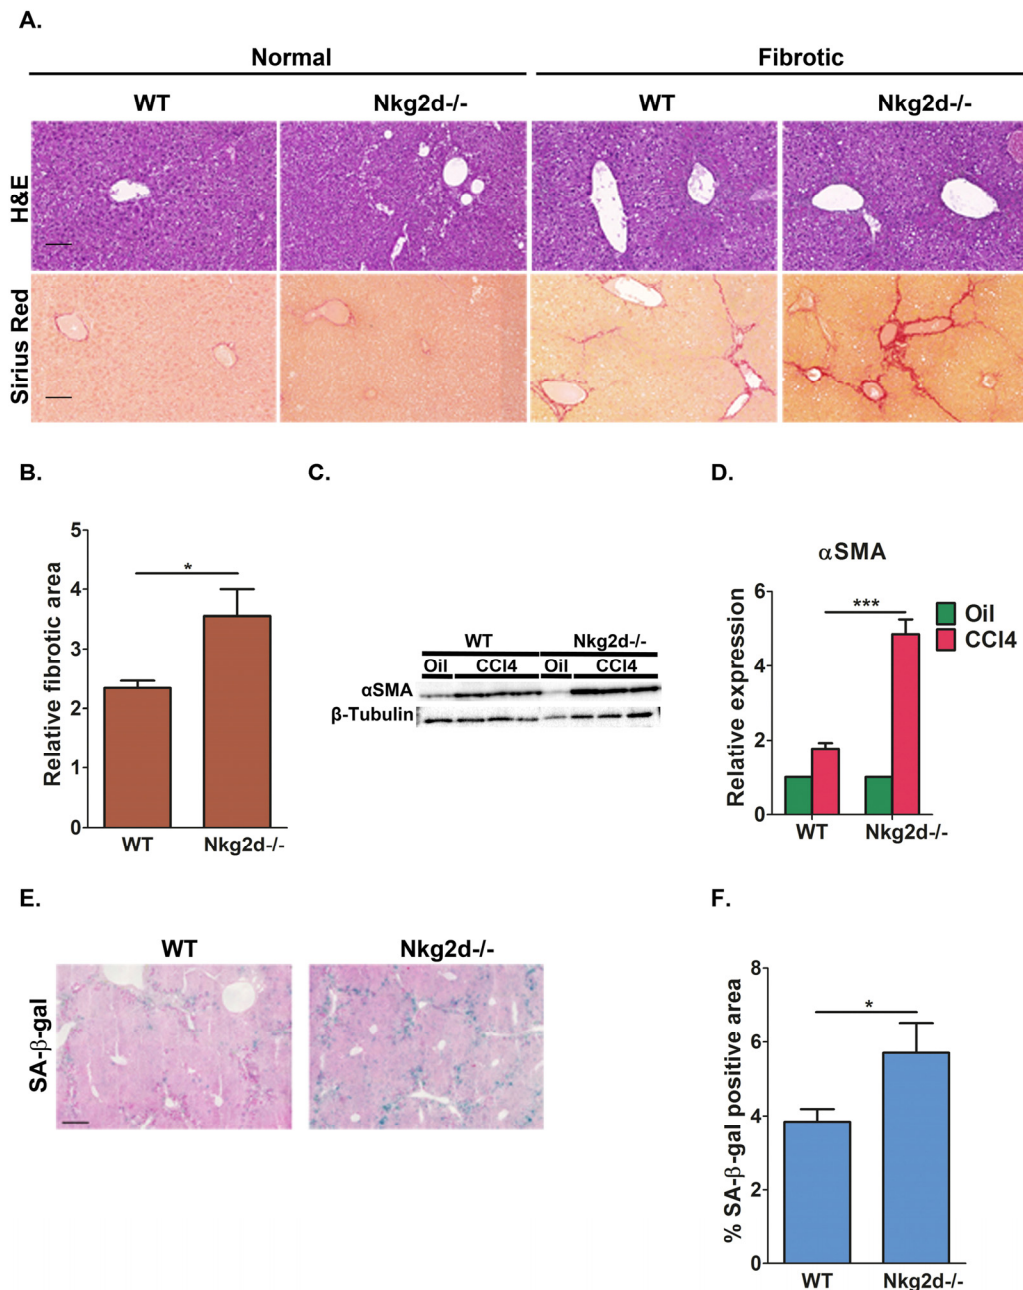 A.
Normal Fibrotic
WT Nkg2d-/- WT Nkg2d-/-
H&E
Sirius Red
B. C. D.
Relative fibrotic area
5
4
3
2
1
0
*
WT Nkg2d-/-
WT Nkg2d-/-
Oil CCl4 Oil CCl4
αSMA
β-Tubulin
αSMA
Relative expression
6
4
2
0
***
Oil
CCl4
WT Nkg2d-/-
E. F.
WT Nkg2d-/-
SA-β-gal
% SA-β-gal positive area
8
6
4
2
0
*
WT Nkg2d-/-